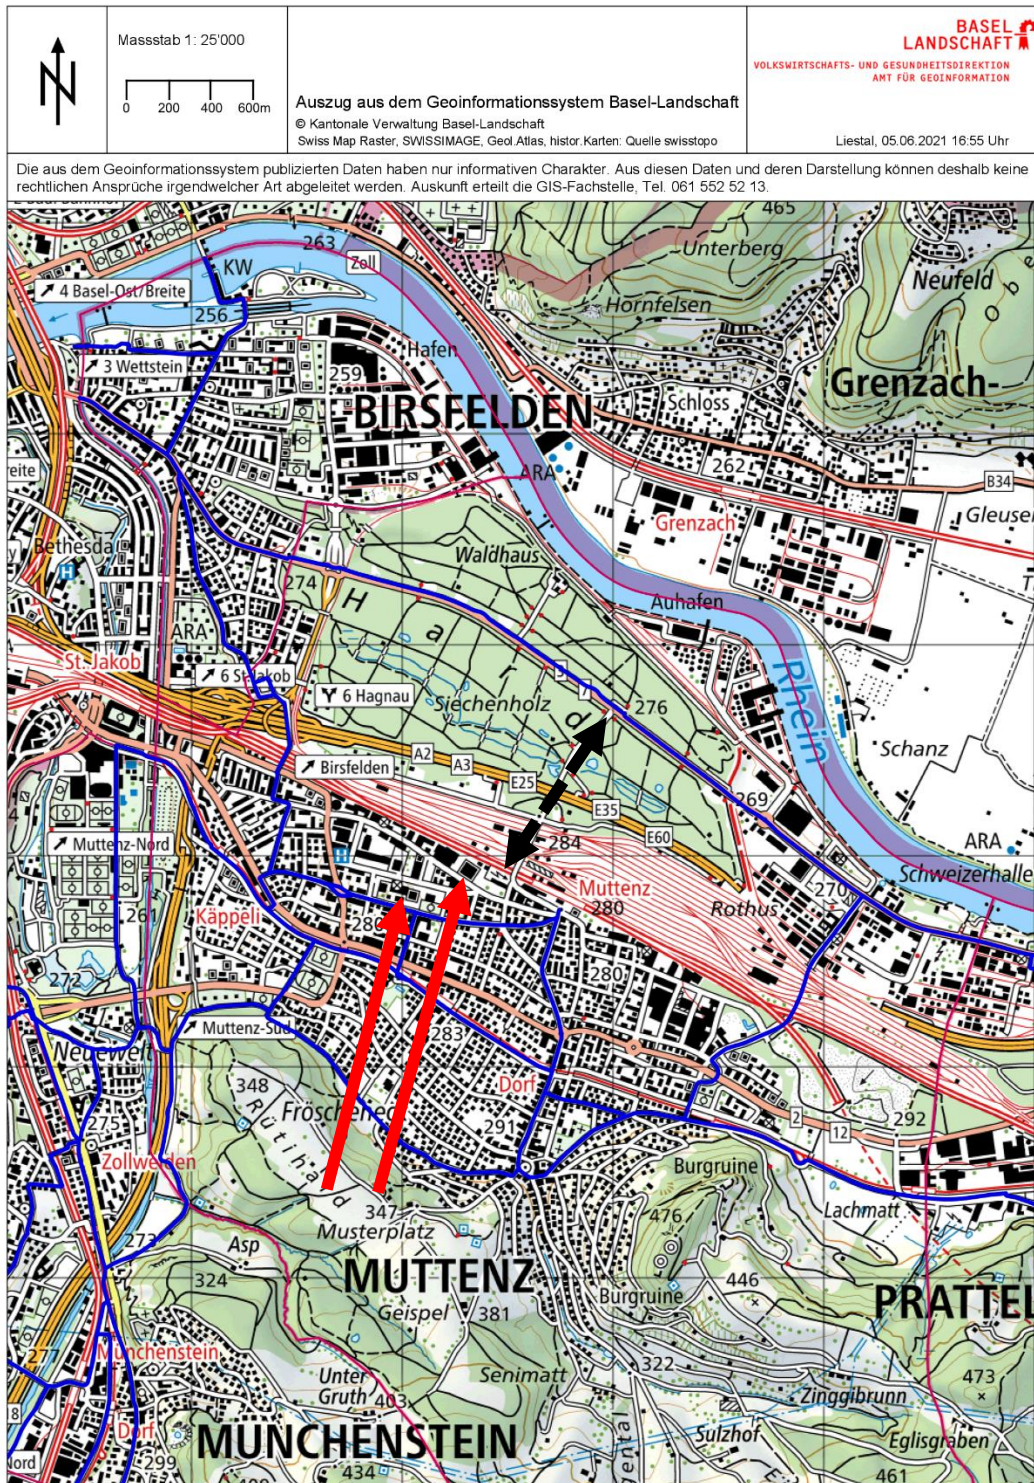 Massstab 1: 25'000
0 200 400 600m
Auszug aus dem Geoinformationssystem Basel-Landschaft
© Kantonale Verwaltung Basel-Landschaft
Swiss Map Raster, SWISSIMAGE, Geol.Atlas, histor.Karten: Quelle swisstopo
BASEL
LANDSCHAFT
VOLKSWIRTSCHAFTS- UND GESUNDHEITSDIREKTION
AMT FÜR GEOINFORMATION
Liestal, 05.06.2021 16:55 Uhr
Die aus dem Geoinformationssystem publizierten Daten haben nur informativen Charakter. Aus diesen Daten und deren Darstellung können deshalb keine
rechtlichen Ansprüche irgendwelcher Art abgeleitet werden. Auskunft erteilt die GIS-Fachstelle, Tel. 061 552 52 13.
465
263
Unterberg
KW
Zoll
Neufeld
4 Basel-Ost/Breite
Hornfelsen
256
Hafen
3 Wettstein
259
Grenzach-
Schloss
BIRSFELDEN
262
ARA
B34
Grenzach
Gleusen
Bethesda
H
Waldhaus
274
Hard
Auhafen
ARA
St. Jakob
6 St. Jakob
6 Hagnau
Siechenholz
5
7
276
Rhein
Schanz
Birsfelden
A2
A3
E25
E35
E60
269
Muttenz-Nord
H
284
ARA
Schweizerhalle
Muttenz
280
270
Rothus
261
Käppeli
280
272
280
Muttenz-Süd
283
Neuewelt
348
Dorf
Fröscheneck
291
2
12
292
275
Rütihard
Zollweiden
Burgruine
347
Musterplatz
476
Lachmatt
273
Asp
324
MUTTENZ
446
Geispel
381
Burgruine
PRATTEL
277
Münchenstein
322
Unter
Gruth
403
Senimatt
Zinggibrunn
473
Dorf
MÜNCHENSTEIN
Sulzhof
Eglisgraben
299
434
461